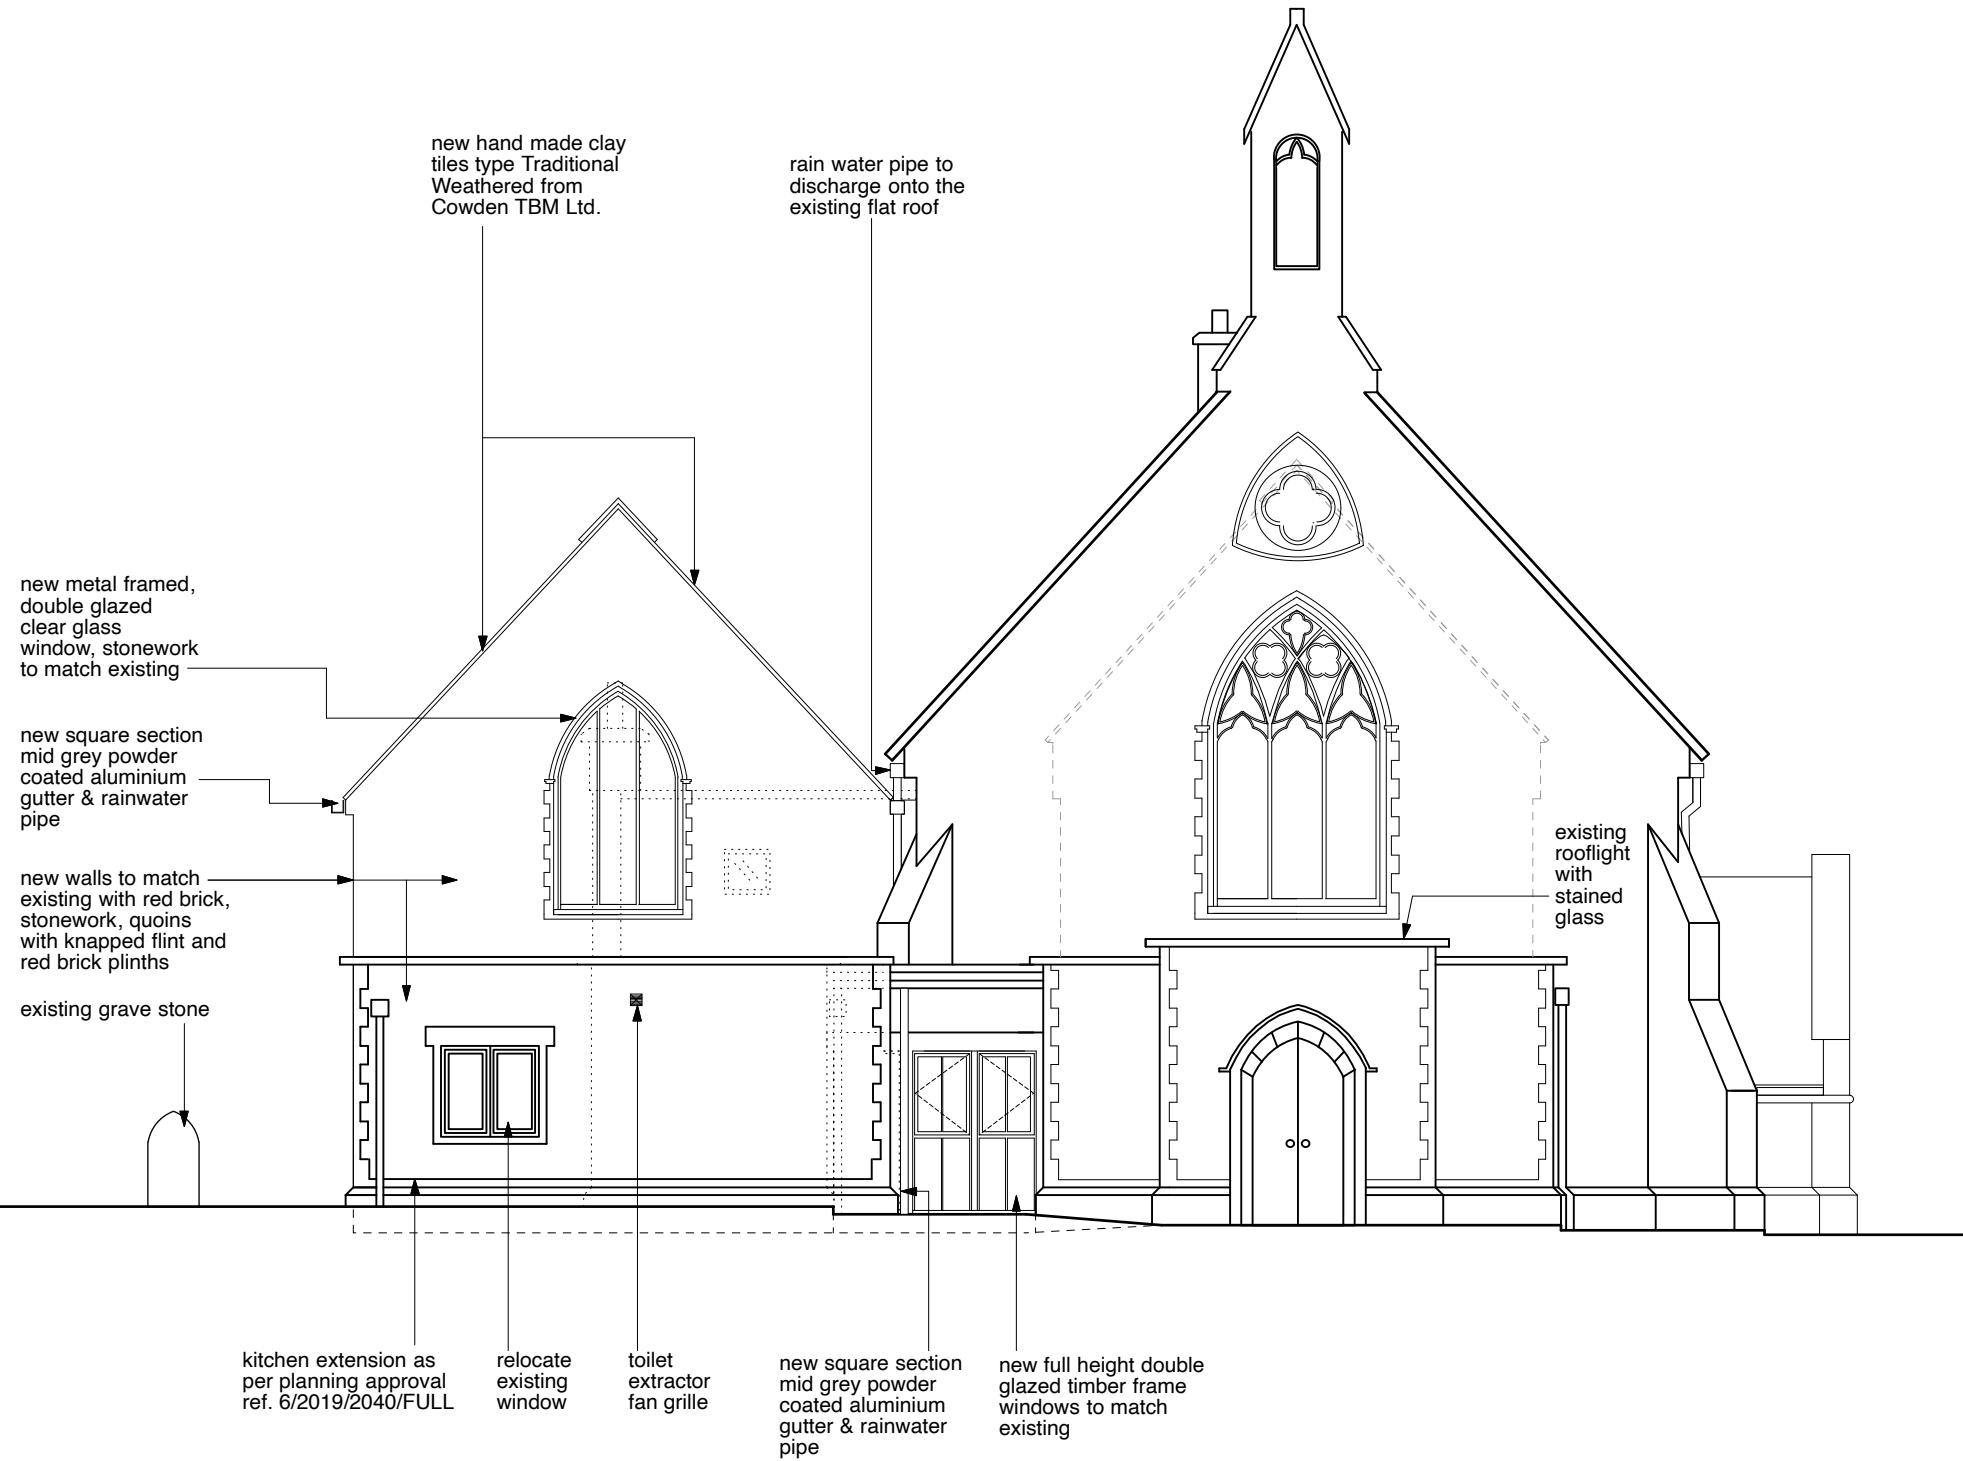 new hand made clay
tiles type Traditional
Weathered from
Cowden TBM Ltd.
rain water pipe to
discharge onto the
existing flat roof
new metal framed,
double glazed
clear glass
window, stonework
to match existing
new square section
mid grey powder
coated aluminium
gutter & rainwater
pipe
existing
rooflight
with
stained
glass
new walls to match
existing with red brick,
stonework, quoins
with knapped flint and
red brick plinths
existing grave stone
kitchen extension as
per planning approval
ref. 6/2019/2040/FULL
relocate
existing
window
toilet
extractor
fan grille
new square section
mid grey powder
coated aluminium
gutter & rainwater
pipe
new full height double
glazed timber frame
windows to match
existing